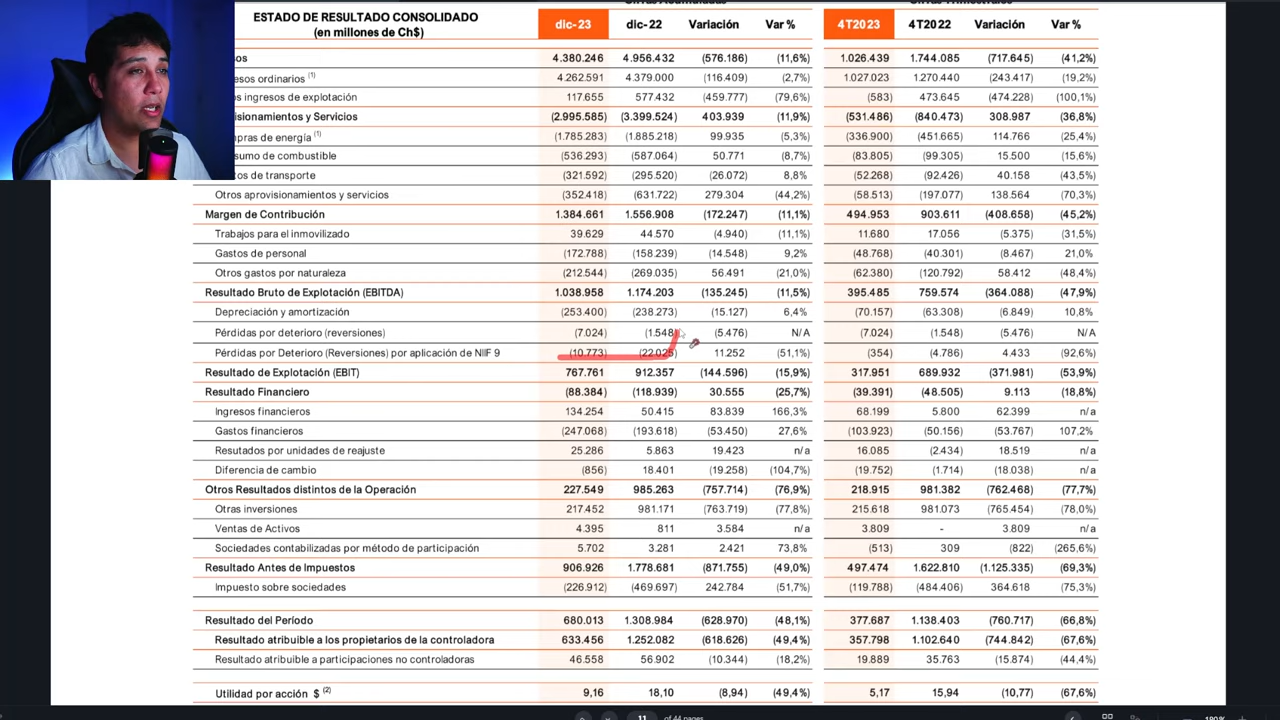 ESTADO DE RESULTADO CONSOLIDADO (en millones de Ch$) dic-23 dic-22 Variación Var % 4T2023 4T2022 Variación Var %
4.380.246 4.956.432 (576.186) (11,6%) 1.026.439 1.744.085 (717.645) (41,2%)
esos ordinarios (1) 4.262.591 4.379.000 (116.409) (2,7%) 1.027.023 1.270.440 (243.417) (19,2%)
os ingresos de explotación 117.655 577.432 (459.777) (79,6%) (583) 473.645 (474.228) (100,1%)
isionamientos y Servicios (2.995.585) (3.399.524) 403.939 (11,9%) (531.486) (840.473) 308.987 (36,8%)
pras de energía (1) (1.785.283) (1.885.218) 99.935 (5,3%) (336.900) (451.665) 114.766 (25,4%)
sumo de combustible (536.293) (587.064) 50.771 (8,7%) (83.805) (99.305) 15.500 (15,6%)
os de transporte (321.592) (295.520) (26.072) 8,8% (52.268) (92.426) 40.158 (43,5%)
Otros aprovisionamientos y servicios (352.418) (631.722) 279.304 (44,2%) (58.513) (197.077) 138.564 (70,3%)
Margen de Contribución 1.384.661 1.556.908 (172.247) (11,1%) 494.953 903.611 (408.658) (45,2%)
Trabajos para el inmovilizado 39.629 44.570 (4.940) (11,1%) 11.680 17.056 (5.375) (31,5%)
Gastos de personal (172.788) (158.239) (14.548) 9,2% (48.768) (40.301) (8.467) 21,0%
Otros gastos por naturaleza (212.544) (269.035) 56.491 (21,0%) (62.380) (120.792) 58.412 (48,4%)
Resultado Bruto de Explotación (EBITDA) 1.038.958 1.174.203 (135.245) (11,5%) 395.485 759.574 (364.088) (47,9%)
Depreciación y amortización (253.400) (238.273) (15.127) 6,4% (70.157) (63.308) (6.849) 10,8%
Pérdidas por deterioro (reversiones) (7.024) (1.548) (5.476) N/A (7.024) (1.548) (5.476) N/A
Pérdidas por Deterioro (Reversiones) por aplicación de NIIF 9 (10.773) (22.025) 11.252 (51,1%) (354) (4.786) 4.433 (92,6%)
Resultado de Explotación (EBIT) 767.761 912.357 (144.596) (15,9%) 317.951 689.932 (371.981) (53,9%)
Resultado Financiero (88.384) (118.939) 30.555 (25,7%) (39.391) (48.505) 9.113 (18,8%)
Ingresos financieros 134.254 50.415 83.839 166,3% 68.199 5.800 62.399 n/a
Gastos financieros (247.068) (193.618) (53.450) 27,6% (103.923) (50.156) (53.767) 107,2%
Resutados por unidades de reajuste 25.286 5.863 19.423 n/a 16.085 (2.434) 18.519 n/a
Diferencia de cambio (856) 18.401 (19.258) (104,7%) (19.752) (1.714) (18.038) n/a
Otros Resultados distintos de la Operación 227.549 985.263 (757.714) (76,9%) 218.915 981.382 (762.468) (77,7%)
Otras inversiones 217.452 981.171 (763.719) (77,8%) 215.618 981.073 (765.454) (78,0%)
Ventas de Activos 4.395 811 3.584 n/a 3.809 - 3.809 n/a
Sociedades contabilizadas por método de participación 5.702 3.281 2.421 73,8% (513) 309 (822) (265,6%)
Resultado Antes de Impuestos 906.926 1.778.681 (871.755) (49,0%) 497.474 1.622.810 (1.125.335) (69,3%)
Impuesto sobre sociedades (226.912) (469.697) 242.784 (51,7%) (119.788) (484.406) 364.618 (75,3%)
Resultado del Período 680.013 1.308.984 (628.970) (48,1%) 377.687 1.138.403 (760.717) (66,8%)
Resultado atribuible a los propietarios de la controladora 633.456 1.252.082 (618.626) (49,4%) 357.798 1.102.640 (744.842) (67,6%)
Resultado atribuible a participaciones no controladoras 46.558 56.902 (10.344) (18,2%) 19.889 35.763 (15.874) (44,4%)
Utilidad por acción $ (2) 9,16 18,10 (8,94) (49,4%) 5,17 15,94 (10,77) (67,6%)
11 of 44 pages